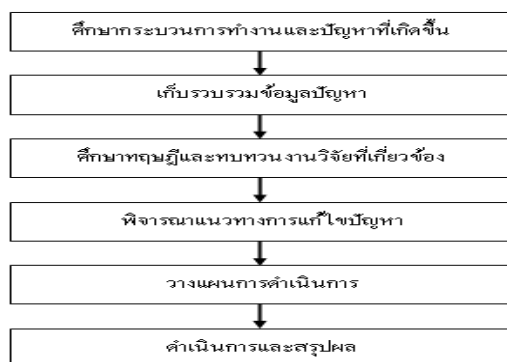 ศึกษากระบวนการทำงานและปัญหาที่เกิดขึ้น
เก็บรวบรวมข้อมูลปัญหา
ศึกษาทฤษฎีและทบทวนงานวิจัยที่เกี่ยวข้อง
พิจารณาแนวทางการแก้ไขปัญหา
วางแผนการดำเนินการ
ดำเนินการและสรุปผล